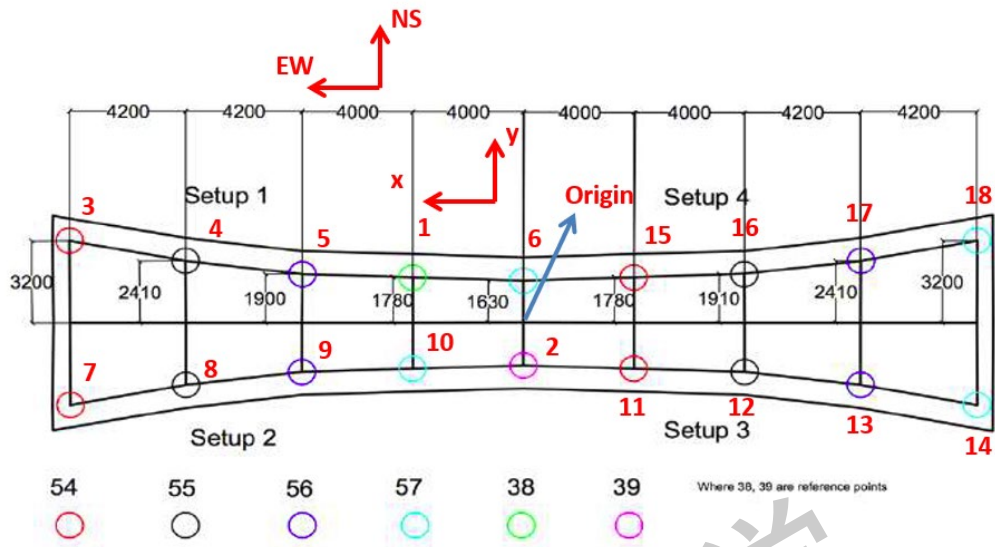 NS
EW
4200 4200 4000 4000 4000 4000 4200 4200
y
x
Setup 1 Origin Setup 4
3 4 5 1 6 15 16 17 18
3200 2410 1900 1780 1630 1780 1910 2410 3200
7 8 9 10 2 11 12 13 14
Setup 2 Setup 3
54 55 56 57 38 39
Where 38, 39 are reference points